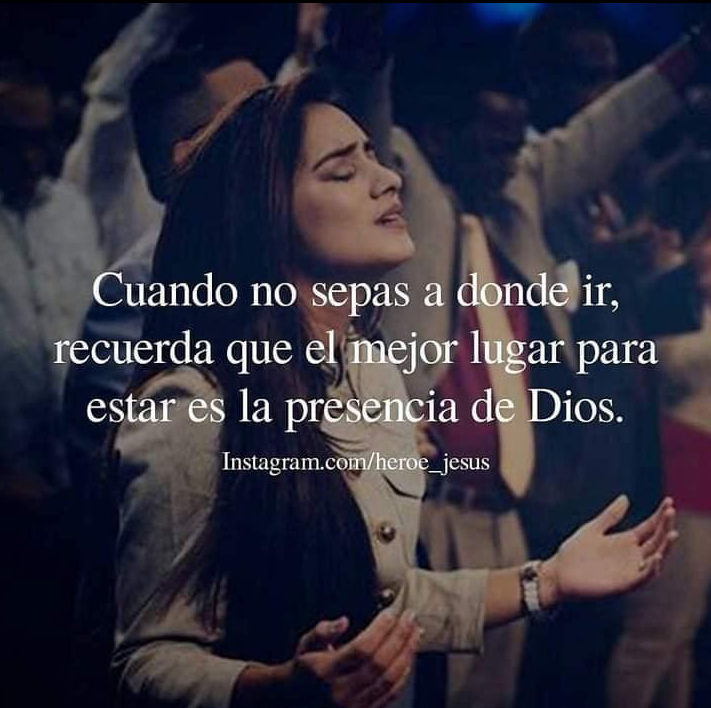 Cuando no sepas a donde ir,
recuerda que el mejor lugar para
estar es la presencia de Dios.
Instagram.com/heroe_jesus